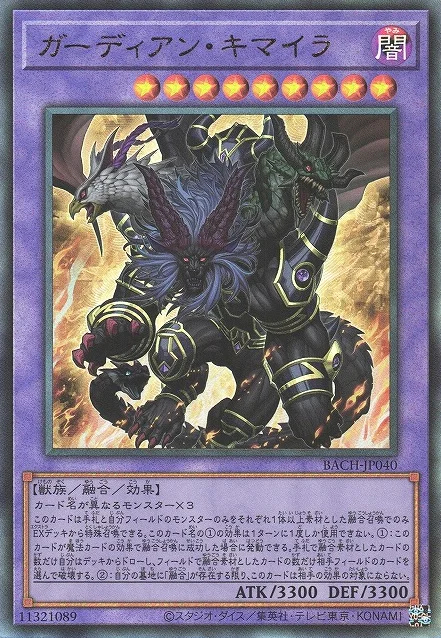 ガーディアン・キマイラ
闇
BACH-JP040
【獣族／融合／効果】
カード名が異なるモンスター×3
このカードは手札と自分フィールドのモンスターのみをそれぞれ1体以上素材とした融合召喚でのみ
EXデッキから特殊召喚できる。このカード名の①の効果は1ターンに1度しか使用できない。①：この
カードが魔法カードの効果で融合召喚に成功した場合に発動できる。手札で融合素材としたカードの
数だけ自分はデッキからドローし、フィールドで融合素材としたカードの数だけ相手フィールドのカードを
選んで破壊する。②：自分の墓地に「融合」が存在する限り、このカードは相手の効果の対象にならない。
ATK/3300 DEF/3300
11321089
©スタジオ・ダイス／集英社・テレビ東京・KONAMI